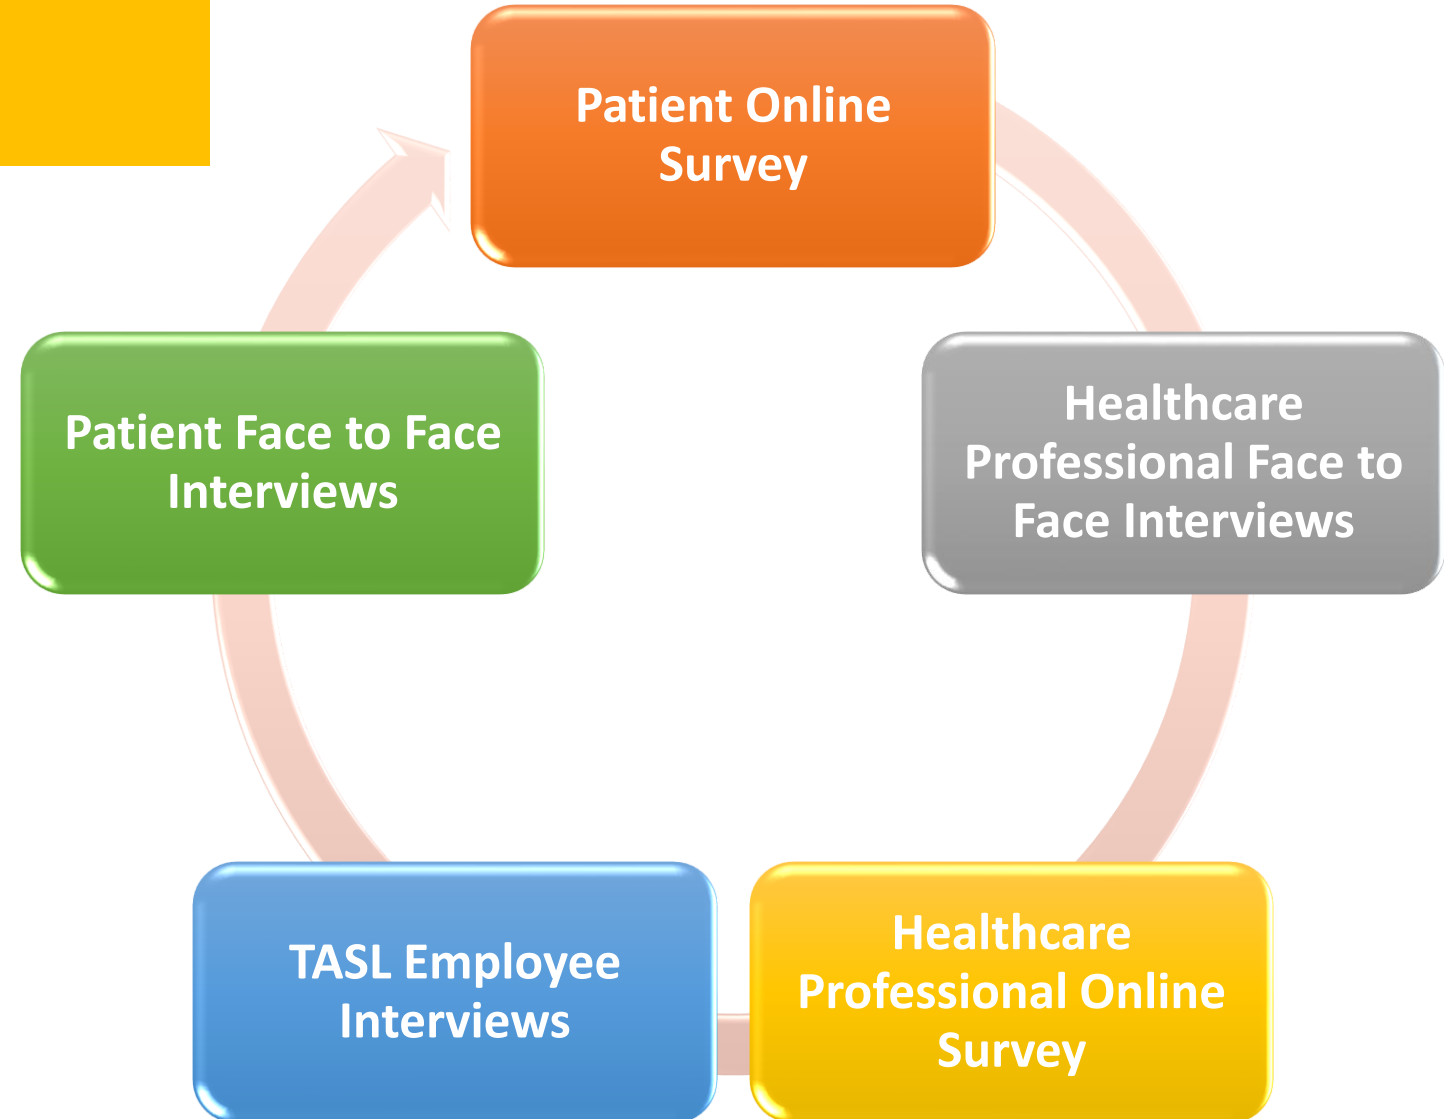 Patient Online
Survey
Healthcare
Professional Face to
Face Interviews
Healthcare
Professional Online
Survey
TASL Employee
Interviews
Patient Face to Face
Interviews